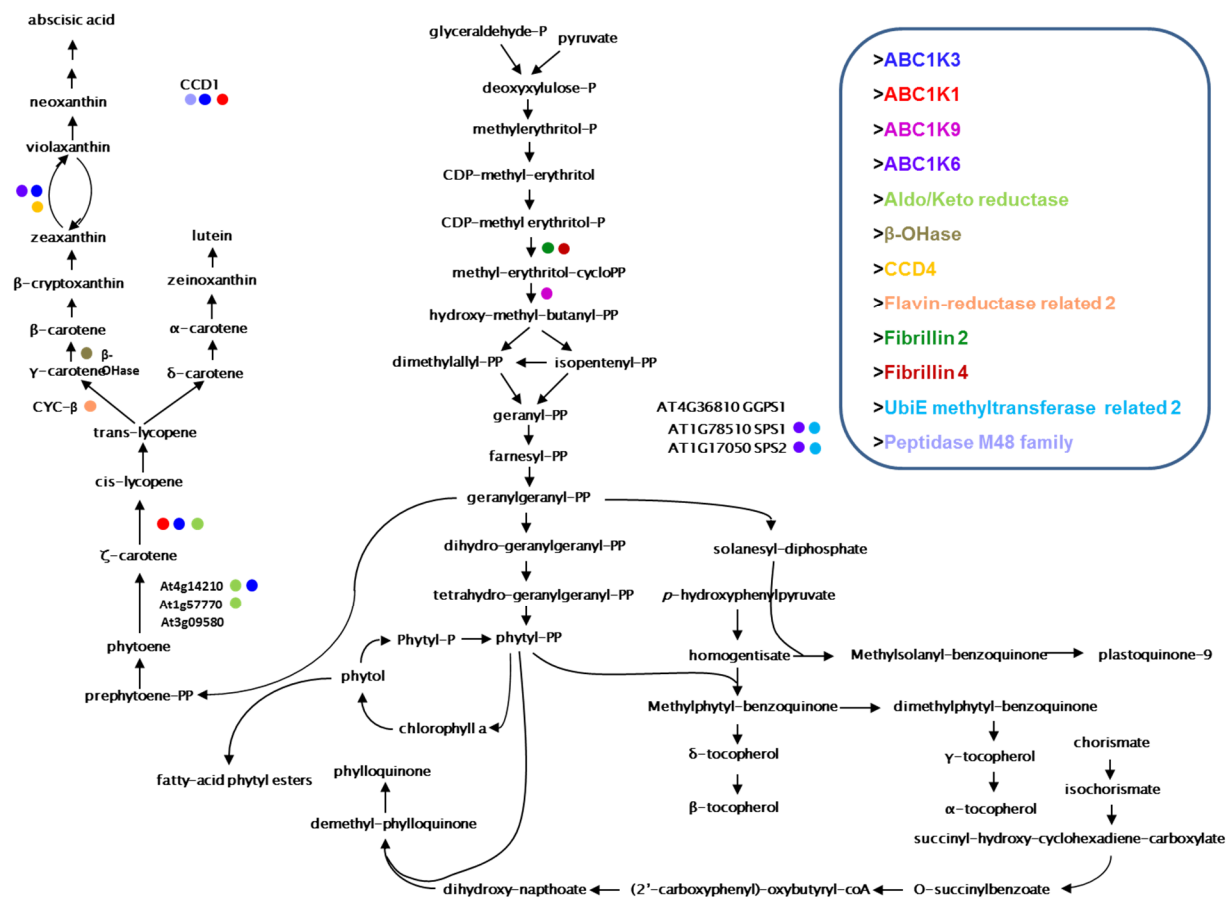 abscisic acid
neoxanthin
violaxanthin
zeaxanthin
β-cryptoxanthin
β-carotene
γ-carotene
β-
OHase
CYC-β
CCD1
lutein
zeinoxanthin
α-carotene
δ-carotene
trans-lycopene
cis-lycopene
ζ-carotene
At4g14210
At1g57770
At3g09580
phytoene
prephytoene-PP
glyceraldehyde-P
pyruvate
deoxyxylulose-P
methylerythritol-P
CDP-methyl-erythritol
CDP-methyl erythritol-P
methyl-erythritol-cycloPP
hydroxy-methyl-butanyl-PP
dimethylallyl-PP
isopentenyl-PP
geranyl-PP
farnesyl-PP
geranylgeranyl-PP
dihydro-geranylgeranyl-PP
tetrahydro-geranylgeranyl-PP
Phytyl-P
phytyl-PP
phytol
chlorophyll a
fatty-acid phytyl esters
phylloquinone
demethyl-phylloquinone
AT4G36810 GGPS1
AT1G78510 SPS1
AT1G17050 SPS2
solanesyl-diphosphate
p-hydroxyphenylpyruvate
homogentisate
Methylsolanyl-benzoquinone
plastoquinone-9
Methylphytyl-benzoquinone
dimethylphytyl-benzoquinone
δ-tocopherol
β-tocopherol
γ-tocopherol
α-tocopherol
chorismate
isochorismate
succinyl-hydroxy-cyclohexadiene-carboxylate
O-succinylbenzoate
(2'-carboxyphenyl)-oxybutyryl-coA
dihydroxy-napthoate
>ABC1K3
>ABC1K1
>ABC1K9
>ABC1K6
>Aldo/Keto reductase
>β-OHase
>CCD4
>Flavin-reductase related 2
>Fibrillin 2
>Fibrillin 4
>UbiE methyltransferase related 2
>Peptidase M48 family